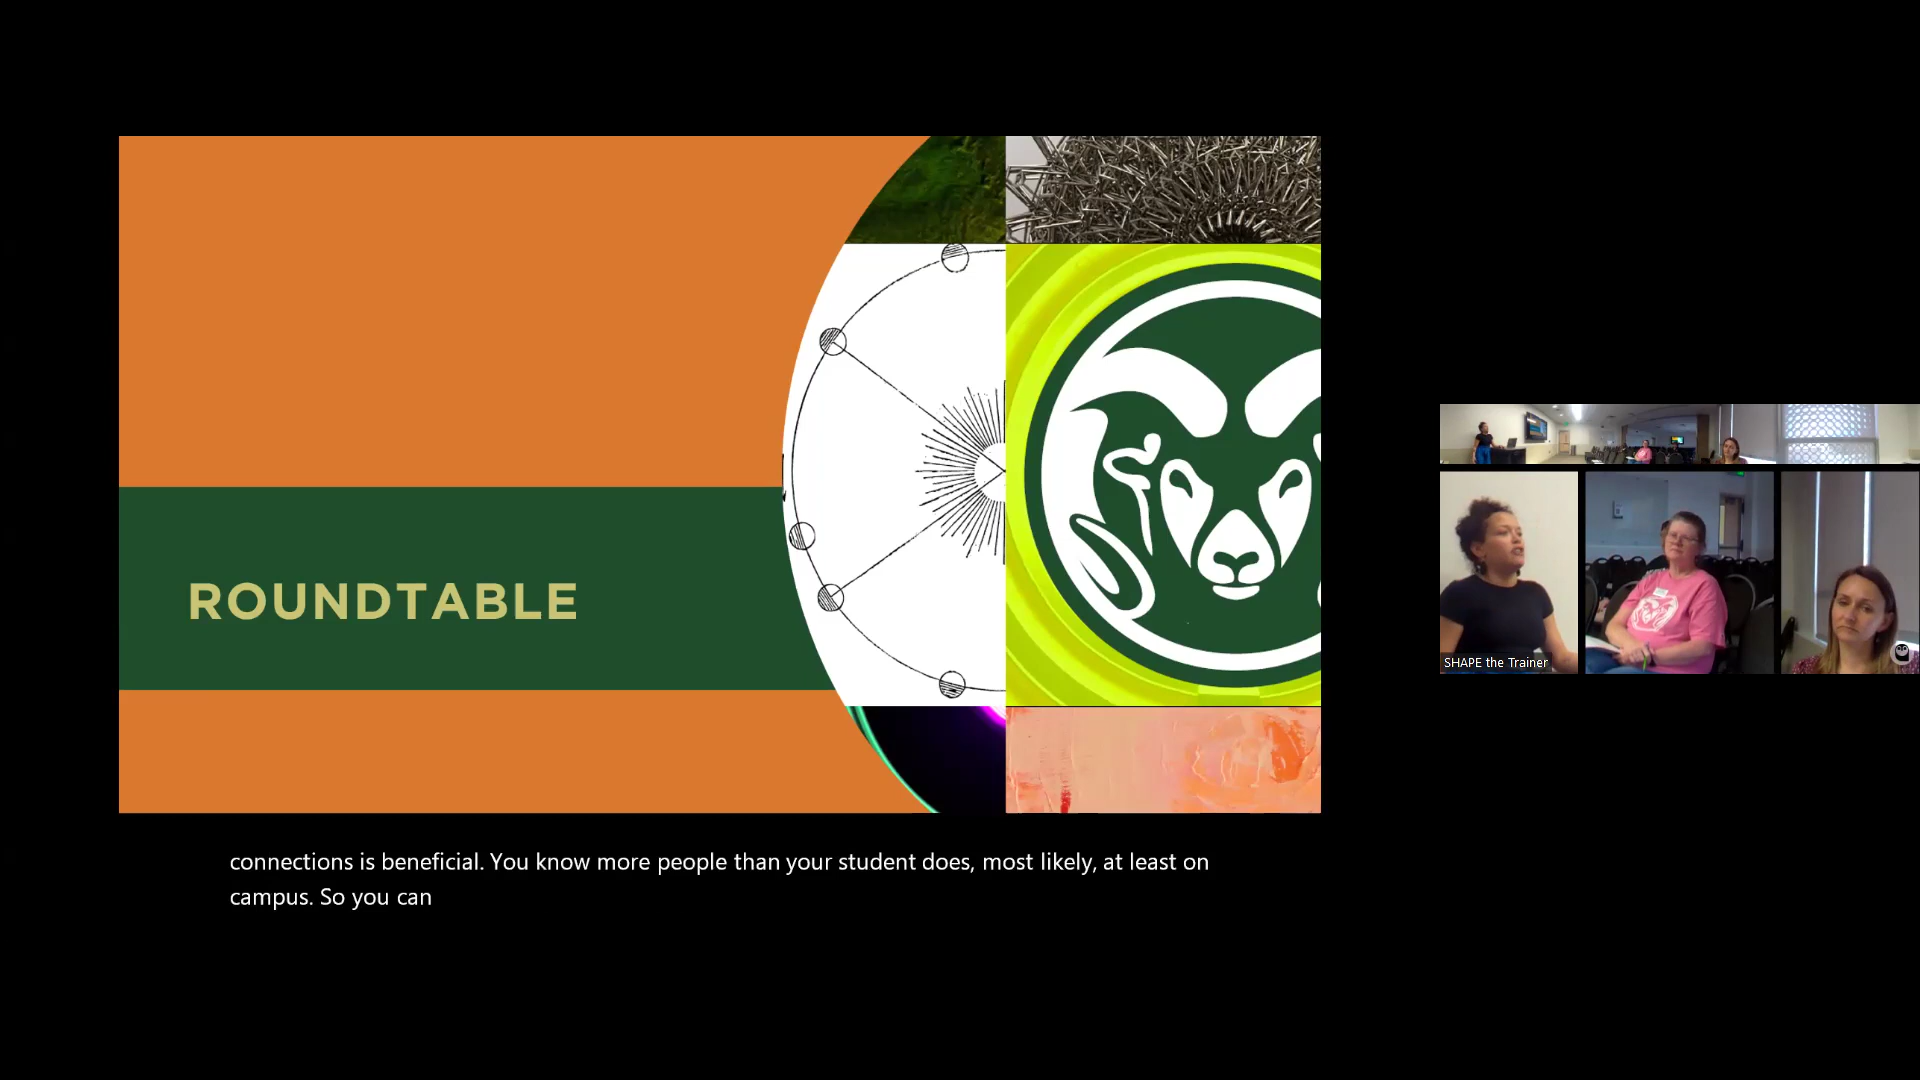 ROUNDTABLE
SHAPE the Trainer
connections is beneficial. You know more people than your student does, most likely, at least on
campus. So you can